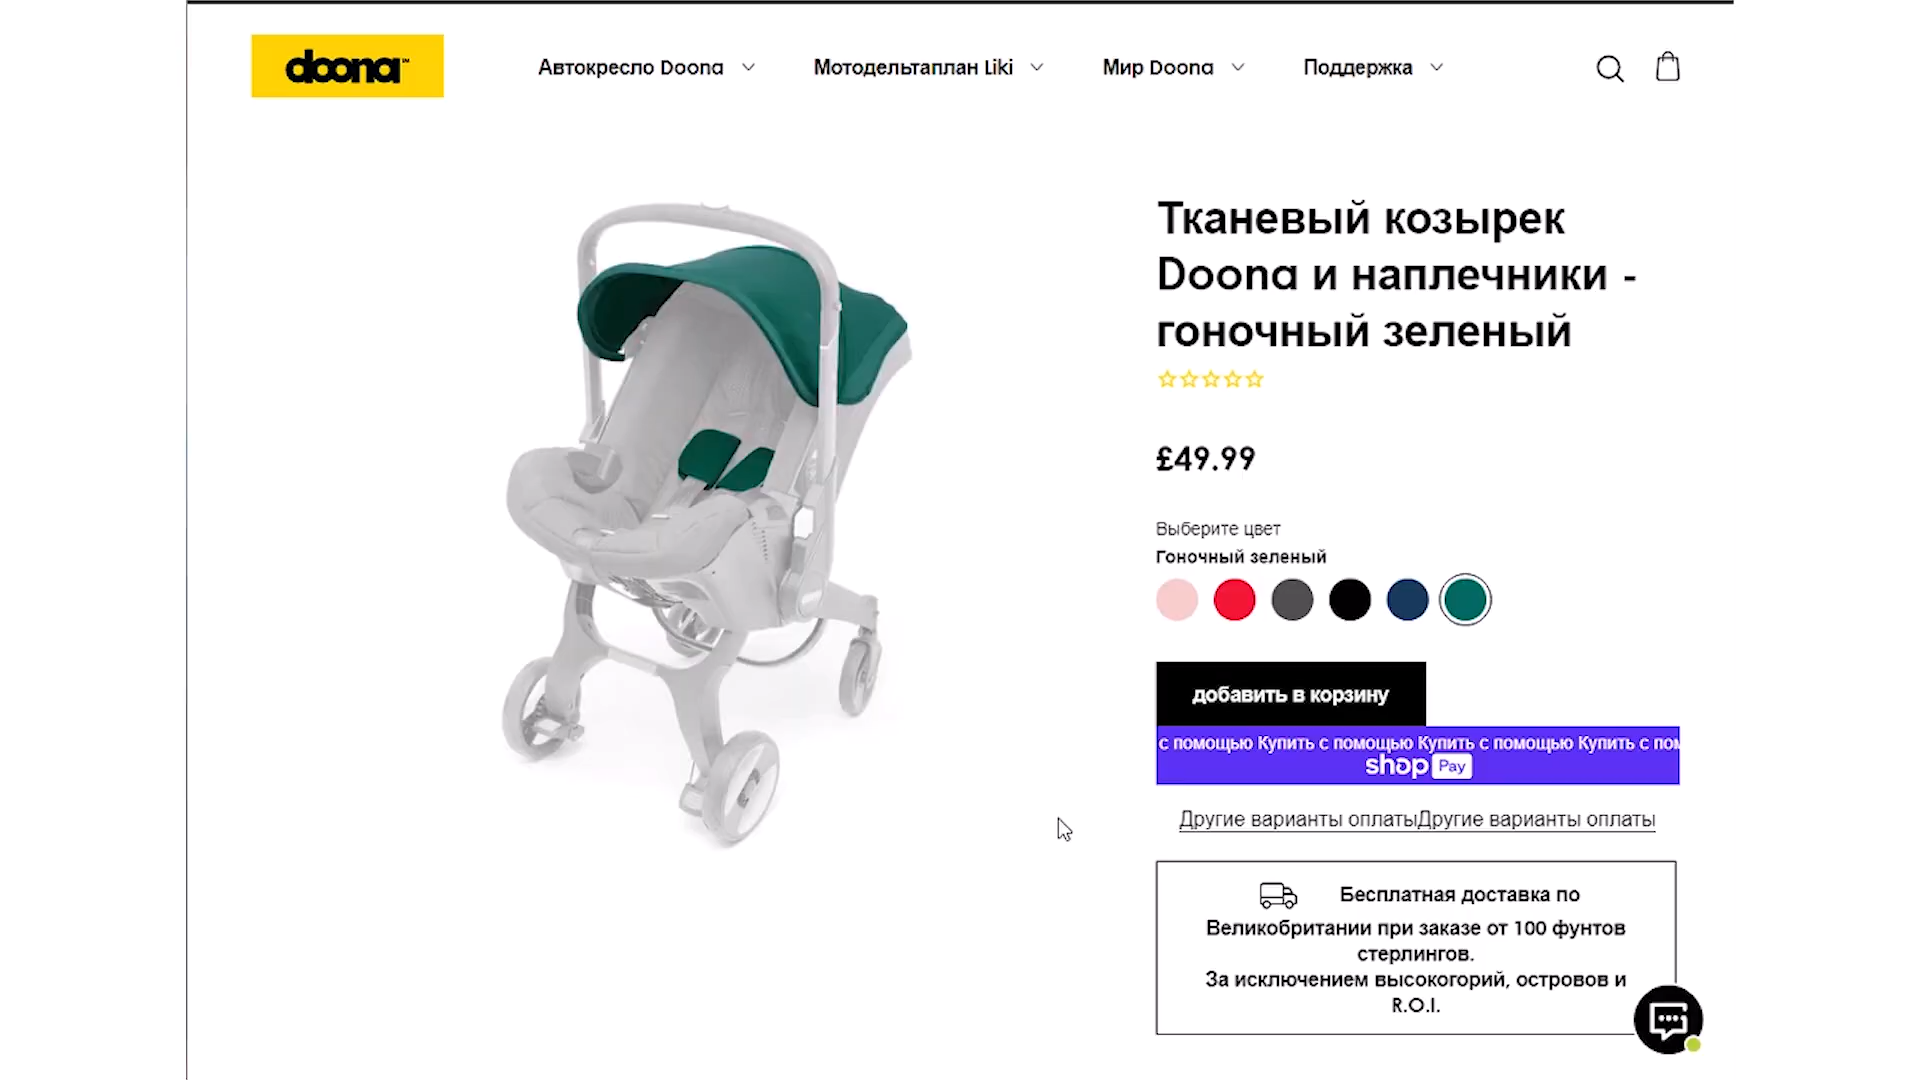 doona™
Автокресло Doona
Мотодельтаплан Liki
Мир Doona
Поддержка
Тканевый козырек
Doona и наплечники -
гоночный зеленый
£49.99
Выберите цвет
Гоночный зеленый
добавить в корзину
с помощью Купить с помощью Купить с помощью Купить с пом
shop Pay
Другие варианты оплатыДругие варианты оплаты
Бесплатная доставка по
Великобритании при заказе от 100 фунтов
стерлингов.
За исключением высокогорий, островов и
R.O.I.